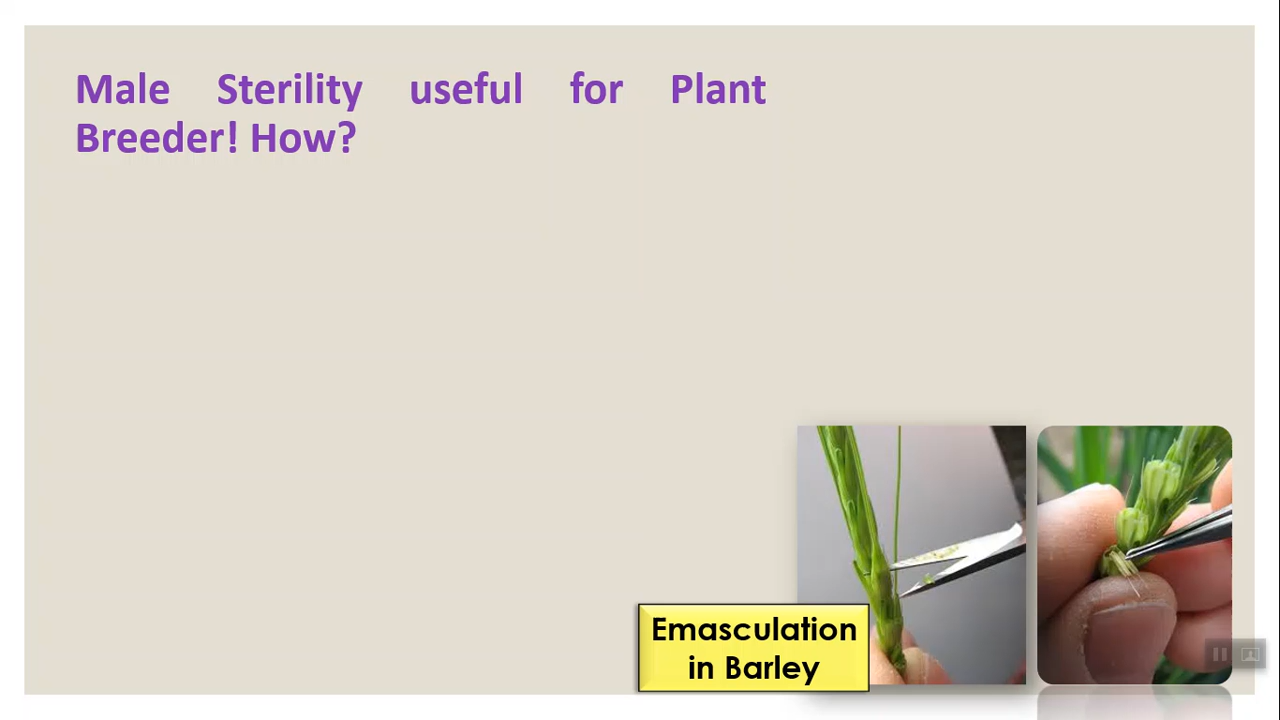 Male Sterility useful for Plant
Breeder! How?
Emasculation
in Barley